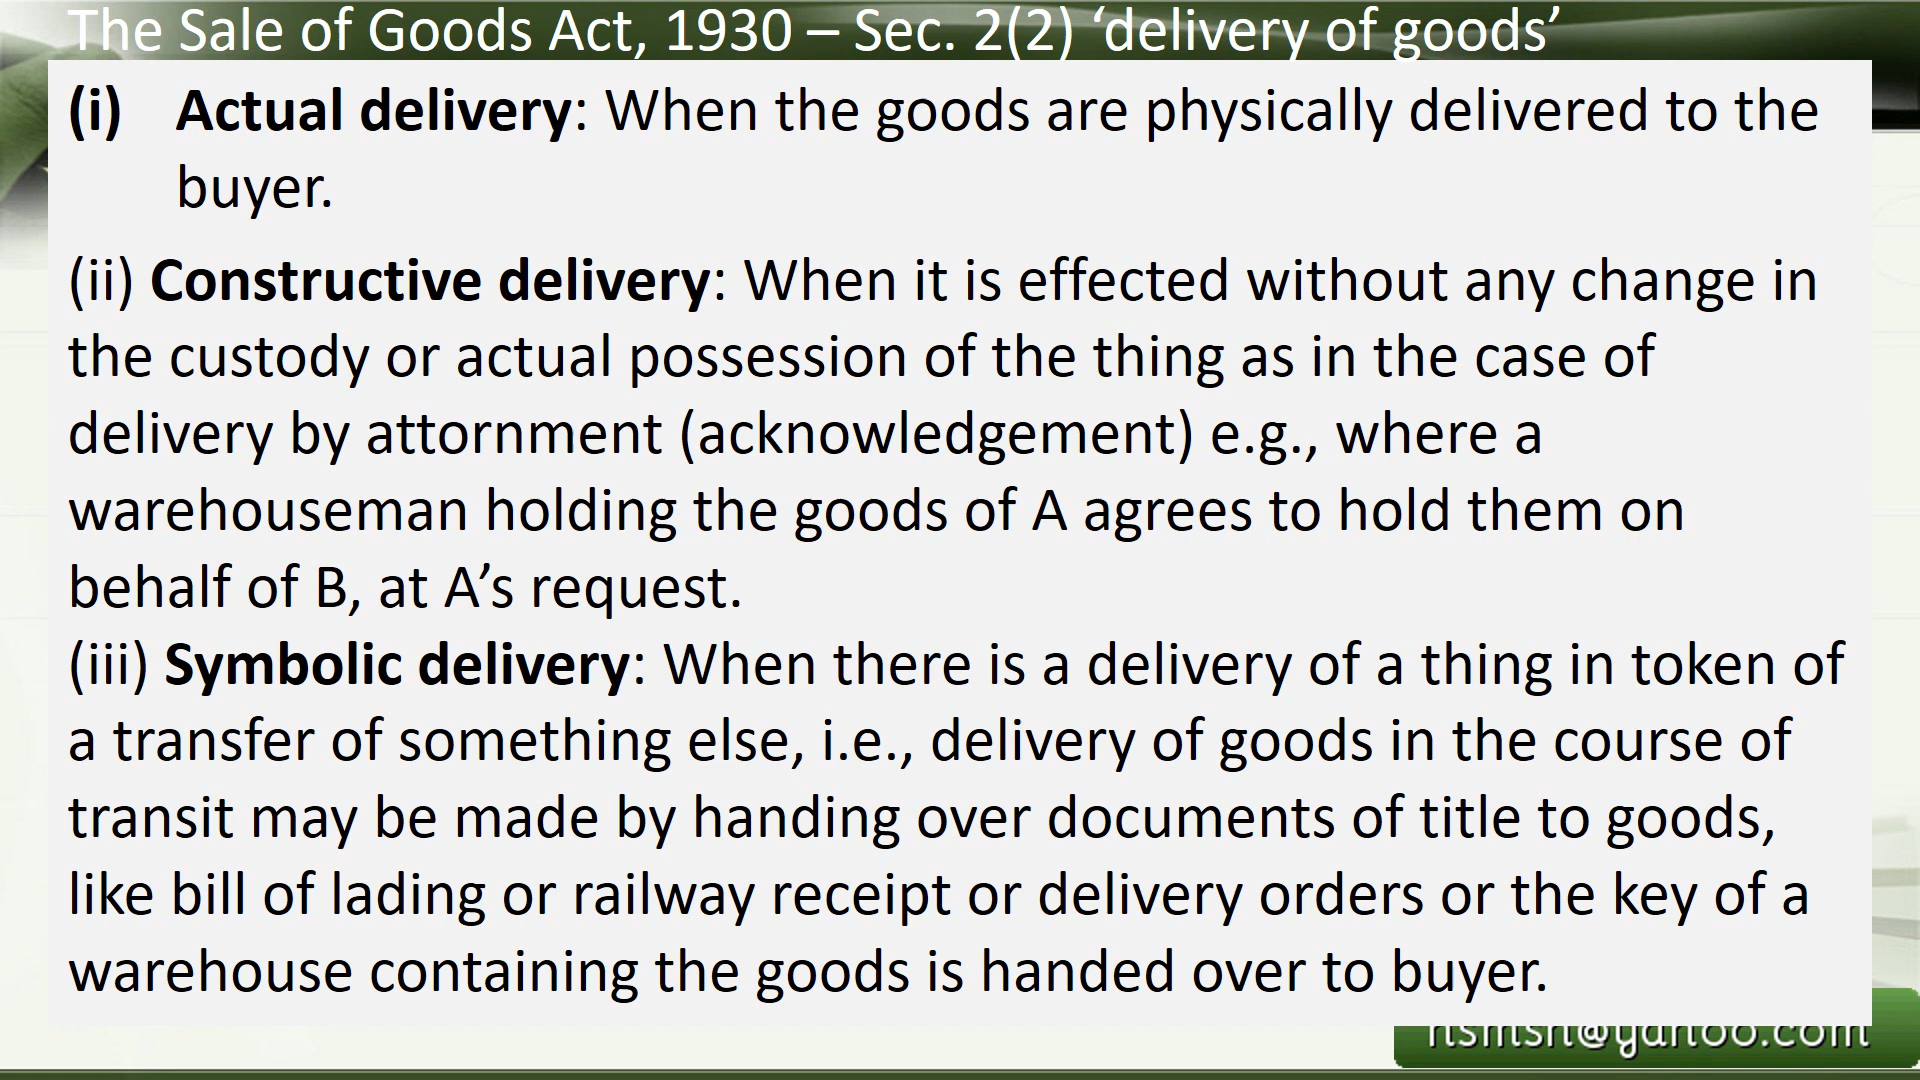 The Sale of Goods Act, 1930 – Sec. 2(2) ‘delivery of goods’
(i) Actual delivery: When the goods are physically delivered to the
buyer.
(ii) Constructive delivery: When it is effected without any change in
the custody or actual possession of the thing as in the case of
delivery by attornment (acknowledgement) e.g., where a
warehouseman holding the goods of A agrees to hold them on
behalf of B, at A’s request.
(iii) Symbolic delivery: When there is a delivery of a thing in token of
a transfer of something else, i.e., delivery of goods in the course of
transit may be made by handing over documents of title to goods,
like bill of lading or railway receipt or delivery orders or the key of a
warehouse containing the goods is handed over to buyer.